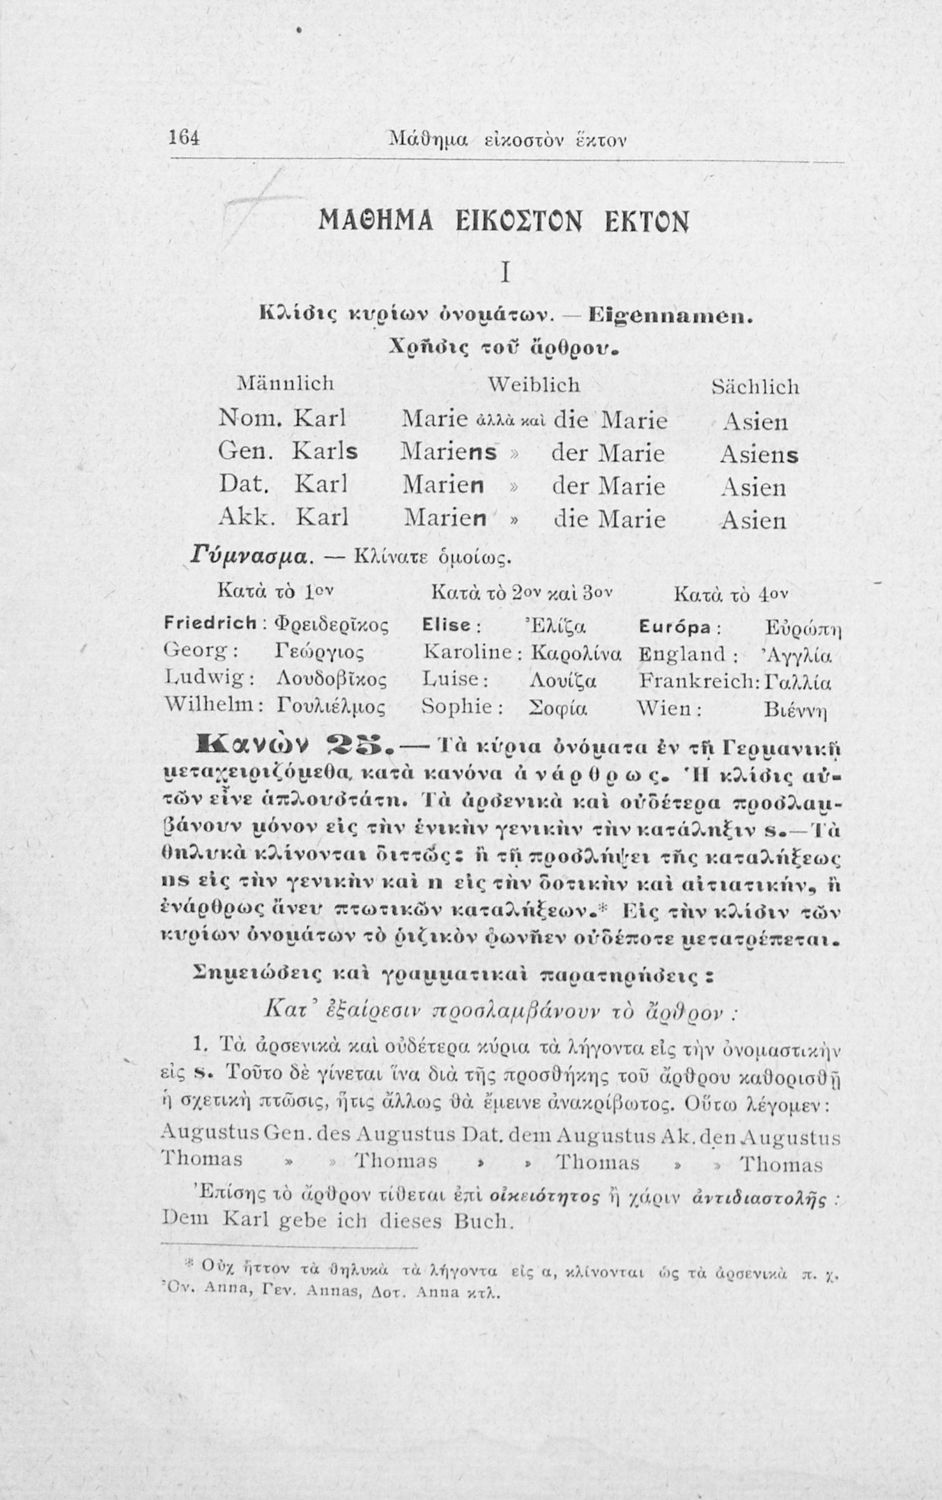 164 Μάθημα εἰκοστὸν ἕκτον
ΜΑΘΗΜΑ ΕΙΚΟΣΤΟΝ ΕΚΤΟΝ
I
Κλίσις κυρίων ὀνομάτων. — Eigennamen.
Χρῆσις τοῦ ἄρθρου.
Männlich Weiblich Sächlich
Nom. Karl Marie ἀλλὰ καὶ die Marie Asien
Gen. Karls Mariens » der Marie Asiens
Dat. Karl Marien » der Marie Asien
Akk. Karl Marien » die Marie Asien
Γύμνασμα. — Κλίνατε ὁμοίως.
Κατὰ τὸ 1ον Κατὰ τὸ 2ον καὶ 3ον Κατὰ τὸ 4ον
Friedrich : Φρειδερῖκος Elise : Ἐλίζα Európa : Εὐρώπη
Georg : Γεώργιος Karoline : Καρολίνα England : Ἀγγλία
Ludwig : Λουδοβῖκος Luise : Λουίζα Frankreich: Γαλλία
Wilhelm : Γουλιέλμος Sophie : Σοφία Wien : Βιέννη
Κανὼν 25. — Τὰ κύρια ὀνόματα ἐν τῇ Γερμανικῇ
μεταχειριζόμεθα, κατὰ κανόνα ἀνάρθρως. Ἡ κλίσις αὐ-
τῶν εἶνε ἁπλουστάτη. Τὰ ἀρσενικὰ καὶ οὐδέτερα προσλαμ-
βάνουν μόνον εἰς τὴν ἑνικὴν γενικὴν τὴν κατάληξιν s.—Τὰ
θηλυκὰ κλίνονται διττῶς: ἢ τῇ προσλήψει τῆς καταλήξεως
ns εἰς τὴν γενικὴν καὶ n εἰς τὴν δοτικὴν καὶ αἰτιατικήν, ἢ
ἐνάρθρως ἄνευ πτωτικῶν καταλήξεων.* Εἰς τὴν κλίσιν τῶν
κυρίων ὀνομάτων τὸ ῥιζικὸν φωνῆεν οὐδέποτε μετατρέπεται.
Σημειώσεις καὶ γραμματικαὶ παρατηρήσεις :
Κατ’ ἐξαίρεσιν προσλαμβάνουν τὸ ἄρθρον :
1. Τὰ ἀρσενικὰ καὶ οὐδέτερα κύρια τὰ λήγοντα εἰς τὴν ὀνομαστικὴν
εἰς s. Τοῦτο δὲ γίνεται ἵνα διὰ τῆς προσθήκης τοῦ ἄρθρου καθορισθῇ
ἡ σχετικὴ πτῶσις, ἥτις ἄλλως θὰ ἔμεινε ἀνακρίβωτος. Οὕτω λέγομεν :
Augustus Gen. des Augustus Dat. dem Augustus Ak. den Augustus
Thomas » » Thomas » » Thomas » » Thomas
Ἐπίσης τὸ ἄρθρον τίθεται ἐπὶ οἰκειότητος ἢ χάριν ἀντιδιαστολῆς :
Dem Karl gebe ich dieses Buch.
* Οὐχ ἧττον τὰ θηλυκὰ τὰ λήγοντα εἰς α, κλίνονται ὡς τὰ ἀρσενικὰ π. χ.
Ὀν. Anna, Γεν. Annas, Δοτ. Anna κτλ.